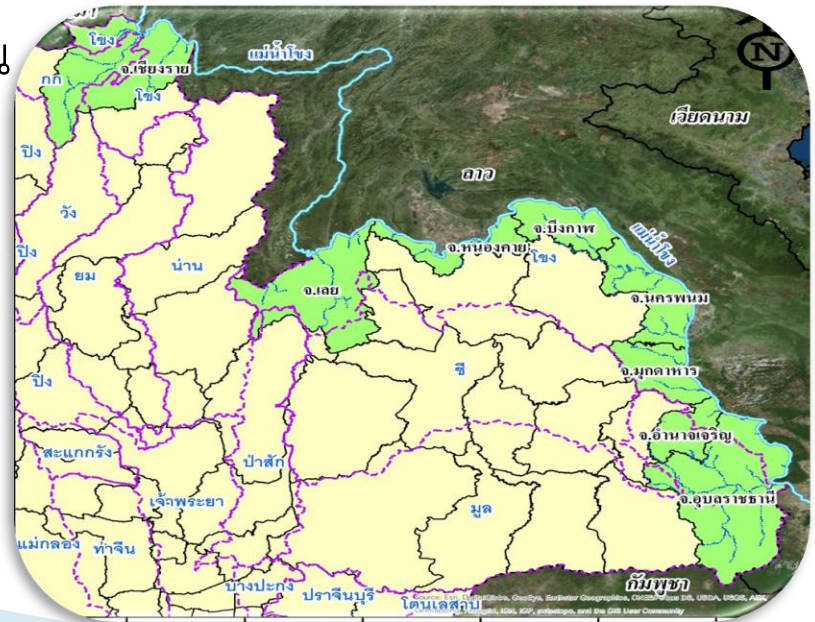 โขง
แม่น้ำโขง
กก
จ.เชียงราย
โขง
N
เวียดนาม
ปิง
ลาว
วัง
จ.บึงกาฬ
แม่น้ำโขง
จ.หนองคาย
โขง
ปิง
น่าน
ยม
จ.เลย
จ.นครพนม
ชี
จ.มุกดาหาร
ปิง
จ.อำนาจเจริญ
สะแกกรัง
ป่าสัก
จ.อุบลราชธานี
เจ้าพระยา
มูล
แม่กลอง
ท่าจีน
กัมพูชา
บางปะกง
ปราจีนบุรี
โตนเลสาบ
and the GIS User Community